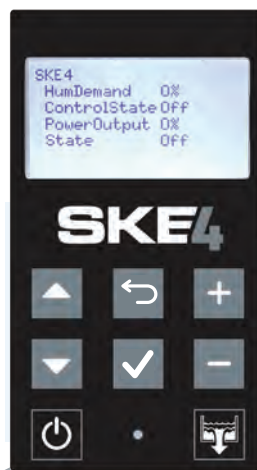 SKE4
HumDemand 0%
ControlState Off
PowerOutput 0%
State Off
SKE4